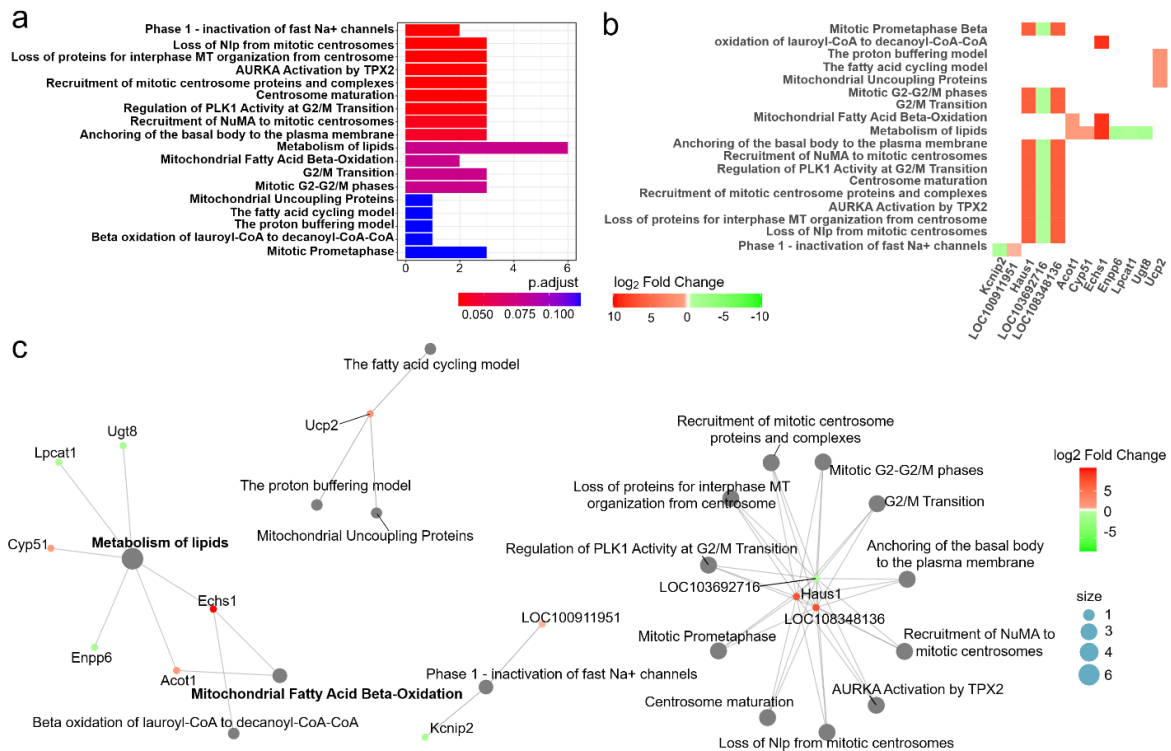 a
Phase 1 - inactivation of fast Na+ channels
Loss of Nlp from mitotic centrosomes
Loss of proteins for interphase MT organization from centrosome
AURKA Activation by TPX2
Recruitment of mitotic centrosome proteins and complexes
Centrosome maturation
Regulation of PLK1 Activity at G2/M Transition
Recruitment of NuMA to mitotic centrosomes
Anchoring of the basal body to the plasma membrane
Metabolism of lipids
Mitochondrial Fatty Acid Beta-Oxidation
G2/M Transition
Mitotic G2-G2/M phases
Mitochondrial Uncoupling Proteins
The fatty acid cycling model
The proton buffering model
Beta oxidation of lauroyl-CoA to decanoyl-CoA-CoA
Mitotic Prometaphase
0 2 4 6
p.adjust
0.050 0.075 0.100
b
Mitotic Prometaphase Beta
oxidation of lauroyl-CoA to decanoyl-CoA-CoA
The proton buffering model
The fatty acid cycling model
Mitochondrial Uncoupling Proteins
Mitotic G2-G2/M phases
G2/M Transition
Mitochondrial Fatty Acid Beta-Oxidation
Metabolism of lipids
Anchoring of the basal body to the plasma membrane
Recruitment of NuMA to mitotic centrosomes
Regulation of PLK1 Activity at G2/M Transition
Centrosome maturation
Recruitment of mitotic centrosome proteins and complexes
AURKA Activation by TPX2
Loss of proteins for interphase MT organization from centrosome
Loss of Nlp from mitotic centrosomes
Phase 1 - inactivation of fast Na+ channels
Kcnip2
LOC100911951
Haus1
LOC103692716
LOC108348136
Acot1
Cyp51
Echs1
Enpp6
Lpcat1
Ugt8
Ucp2
log2 Fold Change
10 5 0 -5 -10
c
The fatty acid cycling model
Ucp2
The proton buffering model
Mitochondrial Uncoupling Proteins
Ugt8
Lpcat1
Cyp51
Metabolism of lipids
Echs1
Enpp6
Acot1
Mitochondrial Fatty Acid Beta-Oxidation
Beta oxidation of lauroyl-CoA to decanoyl-CoA-CoA
LOC100911951
Phase 1 - inactivation of fast Na+ channels
Kcnip2
Recruitment of mitotic centrosome
proteins and complexes
Mitotic G2-G2/M phases
Loss of proteins for interphase MT
organization from centrosome
G2/M Transition
Regulation of PLK1 Activity at G2/M Transition
Anchoring of the basal body
to the plasma membrane
LOC103692716
Haus1
LOC108348136
Mitotic Prometaphase
Recruitment of NuMA to
mitotic centrosomes
Centrosome maturation
AURKA Activation by TPX2
Loss of Nlp from mitotic centrosomes
log2 Fold Change
5
0
-5
size
1
3
4
6